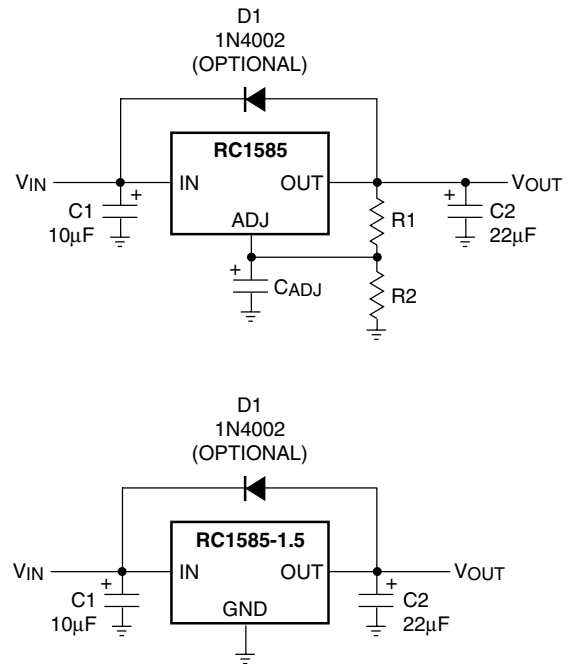 D1
1N4002
(OPTIONAL)
RC1585
VIN
IN
OUT
VOUT
+
C1
10μF
ADJ
R1
+
C2
22μF
+
CADJ
R2
D1
1N4002
(OPTIONAL)
RC1585-1.5
VIN
IN
OUT
VOUT
+
C1
10μF
GND
+
C2
22μF